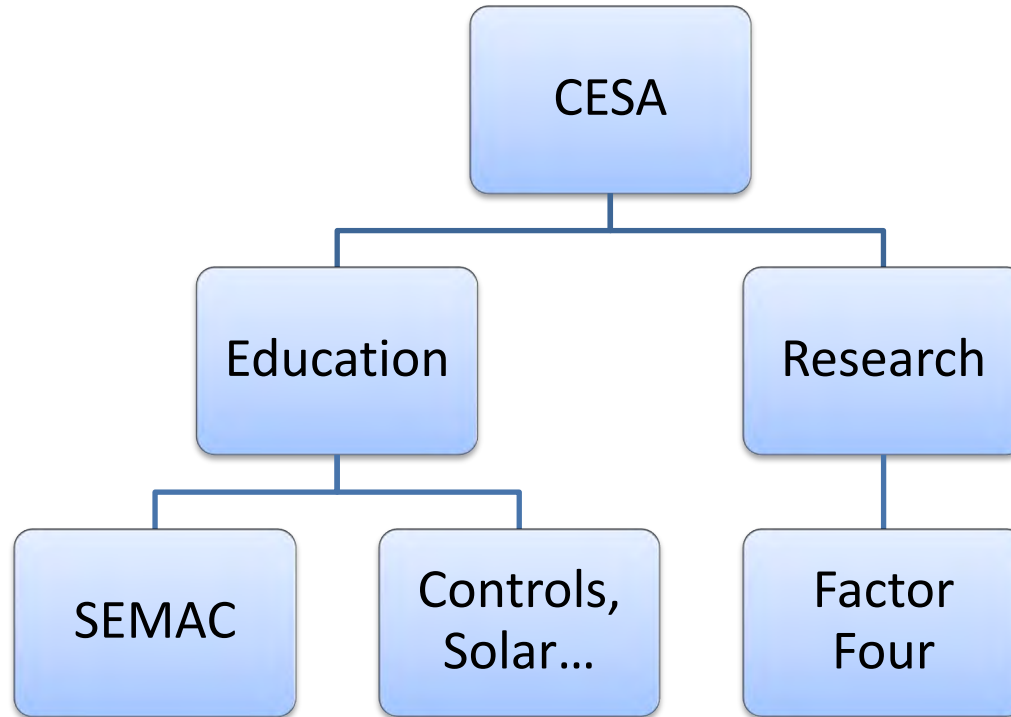 CESA
Education
Research
SEMAC
Controls,
Solar…
Factor
Four